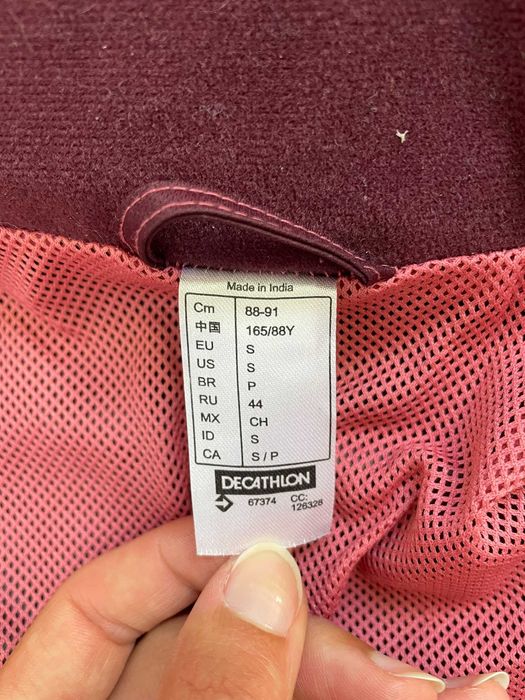 Made in India
Cm 88-91
中国 165/88Y
EU S
US S
BR P
RU 44
MX CH
ID S
CA S / P
DECATHLON
67374 CC:
126328